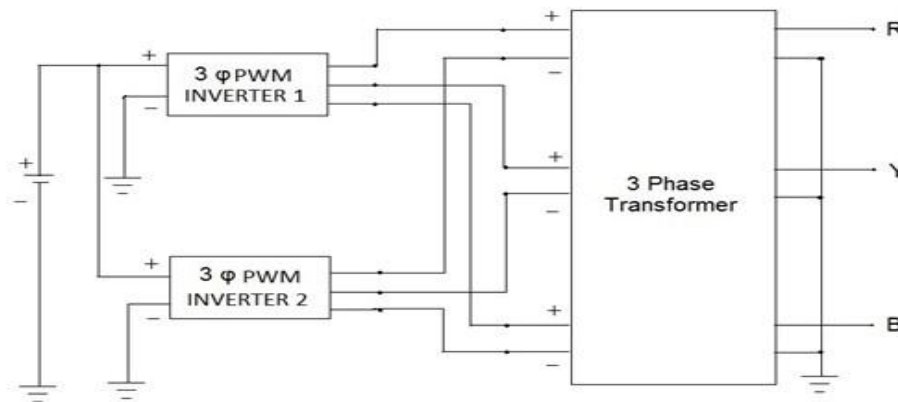 +
R
+
3 φ PWM
INVERTER 1
−
−
+
−
+
Y
3 Phase
Transformer
−
+
3 φ PWM
INVERTER 2
−
+
B
−